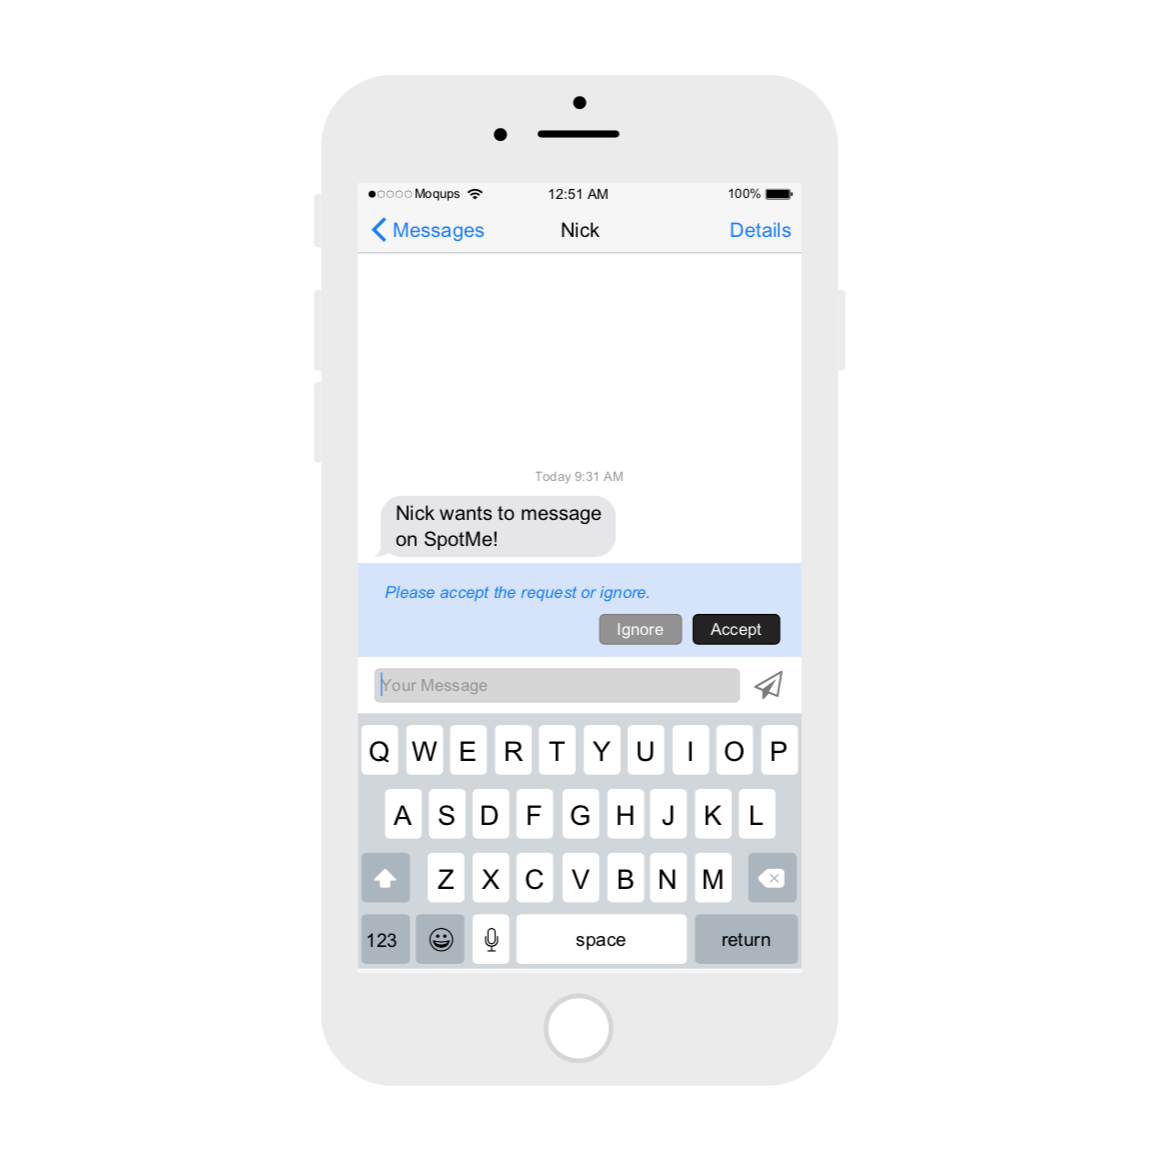 Moqups 12:51 AM 100%
Messages Nick Details
Today 9:31 AM
Nick wants to message
on SpotMe!
Please accept the request or ignore.
Ignore Accept
Your Message
Q W E R T Y U I O P
A S D F G H J K L
Z X C V B N M
123 space return